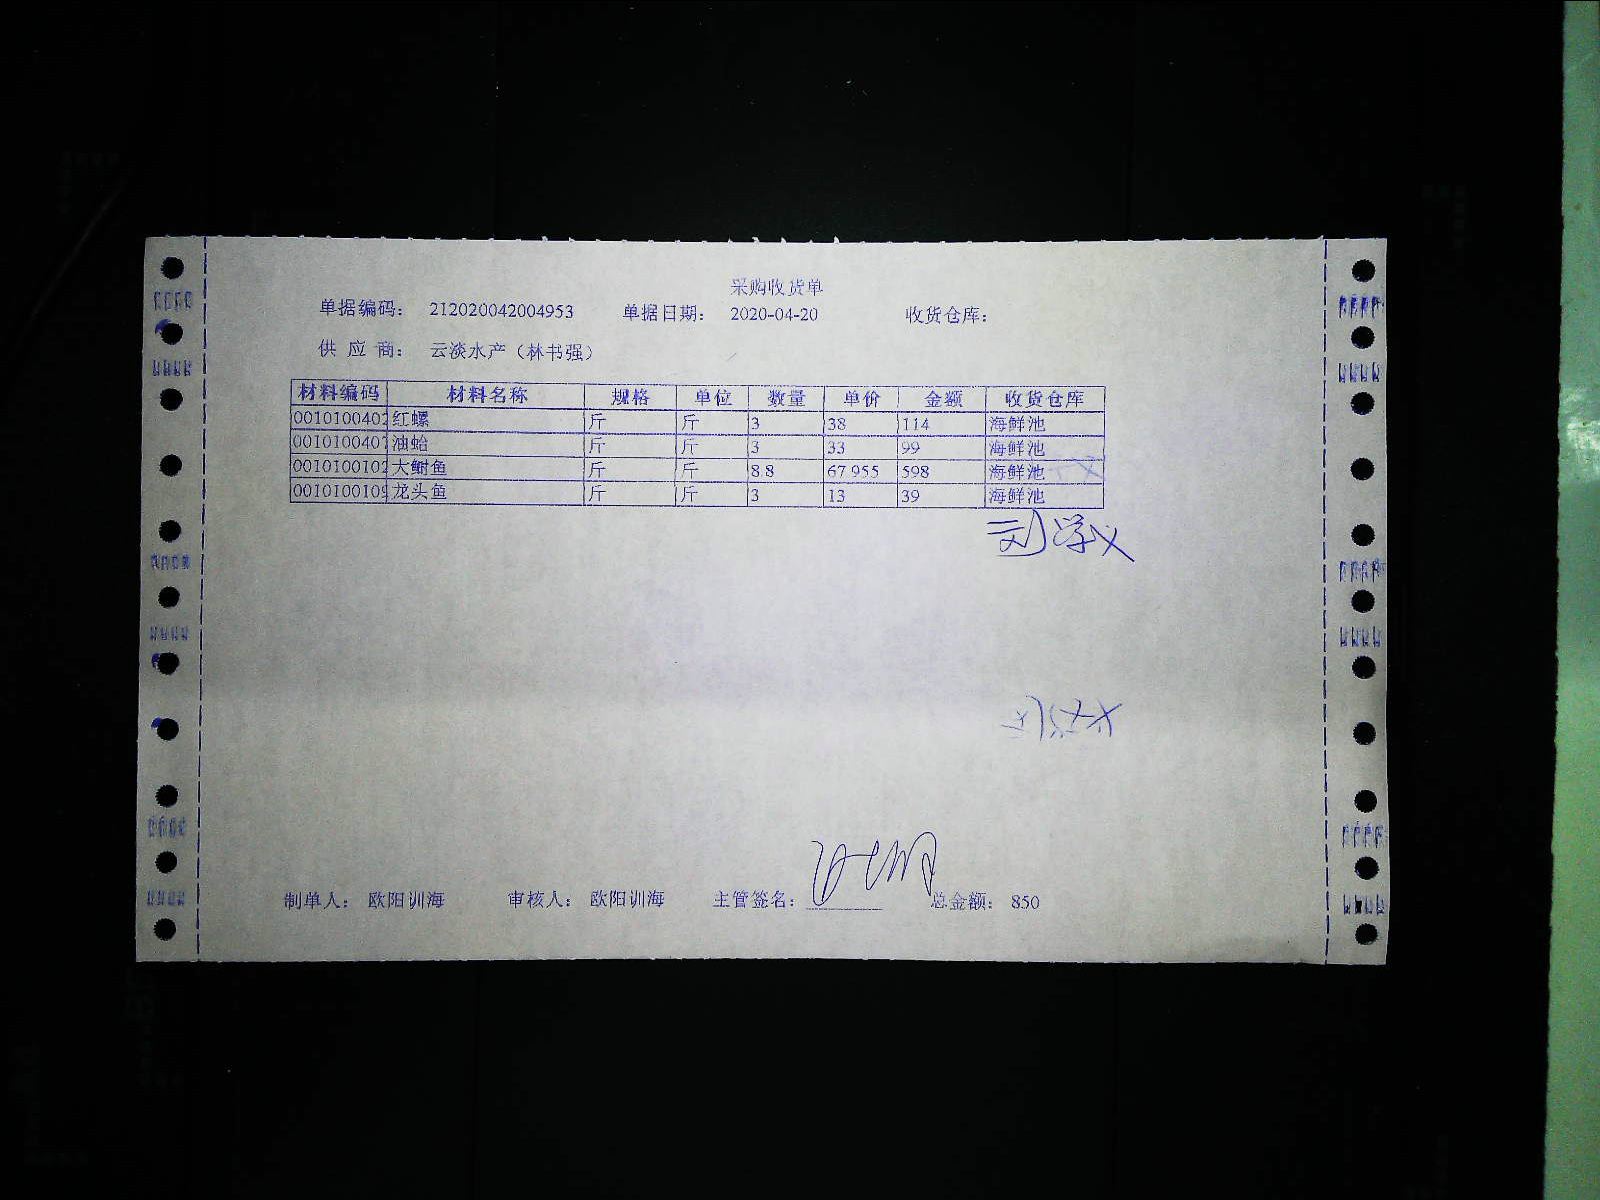 采购收货单
单据编码: 212020042004953 单据日期: 2020-04-20 收货仓库:
供应商: 云淡水产（林书强）
材料编码 材料名称 规格 单位 数量 单价 金额 收货仓库
0010100402 红螺 斤 斤 3 38 114 海鲜池
0010100407 油蛤 斤 斤 3 33 99 海鲜池
0010100102 大鲋鱼 斤 斤 8.8 67.955 598 海鲜池
0010100109 龙头鱼 斤 斤 3 13 39 海鲜池
刘学义
制单人: 欧阳训海 审核人: 欧阳训海 主管签名: 总金额: 850